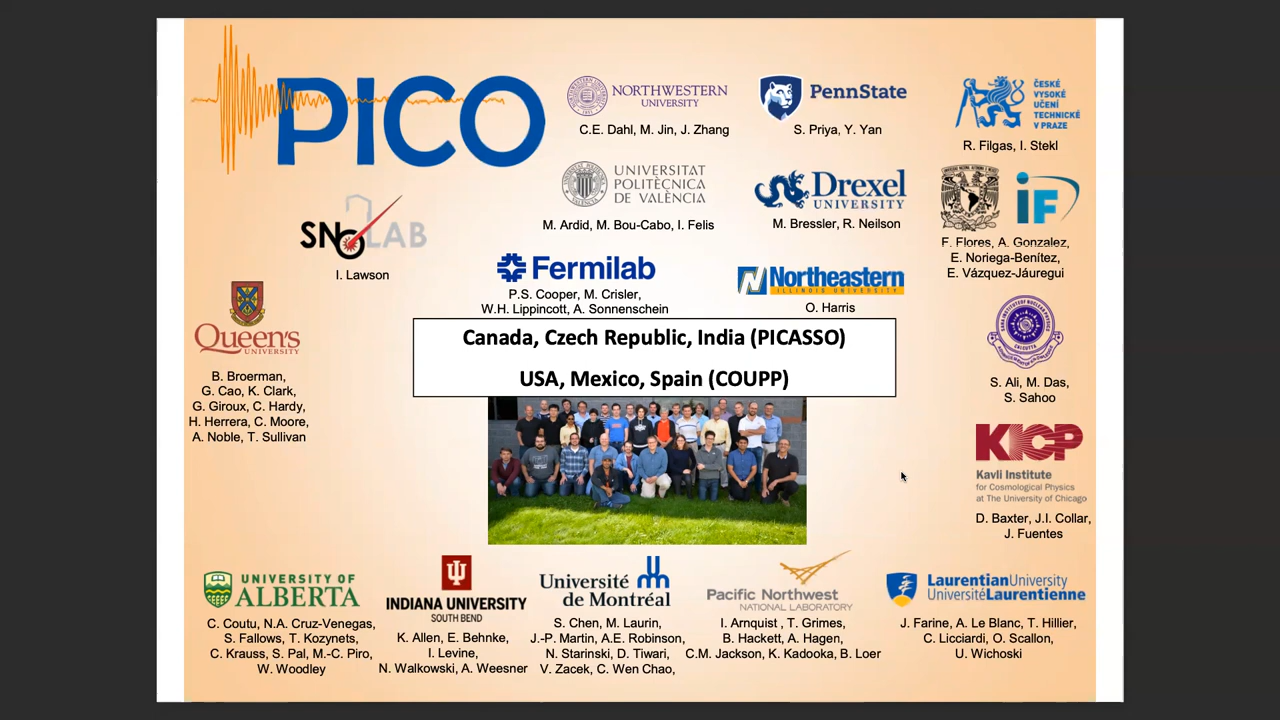 PICO
NORTHWESTERN
UNIVERSITY
C.E. Dahl, M. Jin, J. Zhang
PennState
S. Priya, Y. Yan
ČESKÉ
VYSOKÉ
UČENÍ
TECHNICKÉ
V PRAZE
R. Filgas, I. Stekl
SNOLAB
I. Lawson
UNIVERSITAT
POLITÈCNICA
DE VALÈNCIA
M. Ardid, M. Bou-Cabo, I. Felis
Drexel
UNIVERSITY
M. Bressler, R. Neilson
iF
F. Flores, A. Gonzalez,
E. Noriega-Benítez,
E. Vázquez-Jáuregui
Fermilab
P.S. Cooper, M. Crisler,
W.H. Lippincott, A. Sonnenschein
N Northeastern
ILLINOIS UNIVERSITY
O. Harris
Queen's
UNIVERSITY
B. Broerman,
G. Cao, K. Clark,
G. Giroux, C. Hardy,
H. Herrera, C. Moore,
A. Noble, T. Sullivan
Canada, Czech Republic, India (PICASSO)
USA, Mexico, Spain (COUPP)
S. Ali, M. Das,
S. Sahoo
KICP
Kavli Institute
for Cosmological Physics
at The University of Chicago
D. Baxter, J.I. Collar,
J. Fuentes
UNIVERSITY OF
ALBERTA
C. Coutu, N.A. Cruz-Venegas,
S. Fallows, T. Kozynets,
C. Krauss, S. Pal, M.-C. Piro,
W. Woodley
INDIANA UNIVERSITY
SOUTH BEND
K. Allen, E. Behnke,
I. Levine,
N. Walkowski, A. Weesner
Université
de Montréal
S. Chen, M. Laurin,
J.-P. Martin, A.E. Robinson,
N. Starinski, D. Tiwari,
V. Zacek, C. Wen Chao,
Pacific Northwest
NATIONAL LABORATORY
I. Arnquist , T. Grimes,
B. Hackett, A. Hagen,
C.M. Jackson, K. Kadooka, B. Loer
LaurentianUniversity
UniversitéLaurentienne
J. Farine, A. Le Blanc, T. Hillier,
C. Licciardi, O. Scallon,
U. Wichoski